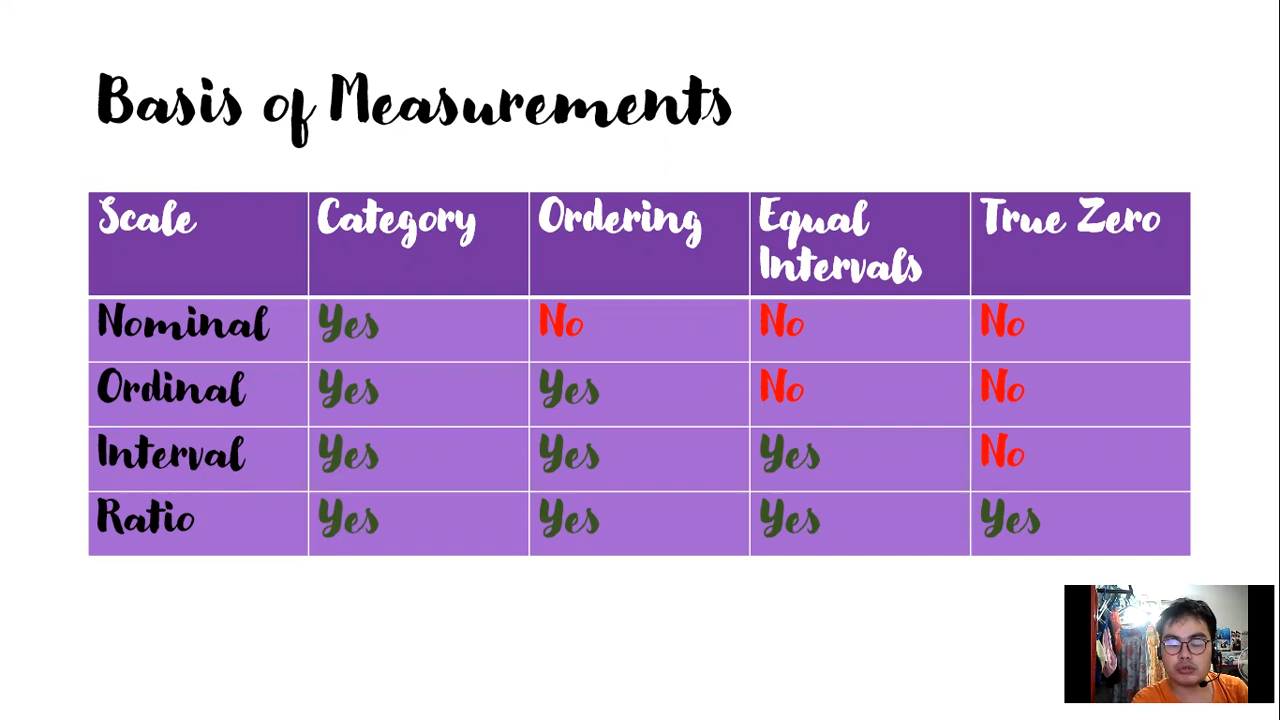 Basis of Measurements
Scale Category Ordering Equal Intervals True Zero
Nominal Yes No No No
Ordinal Yes Yes No No
Interval Yes Yes Yes No
Ratio Yes Yes Yes Yes